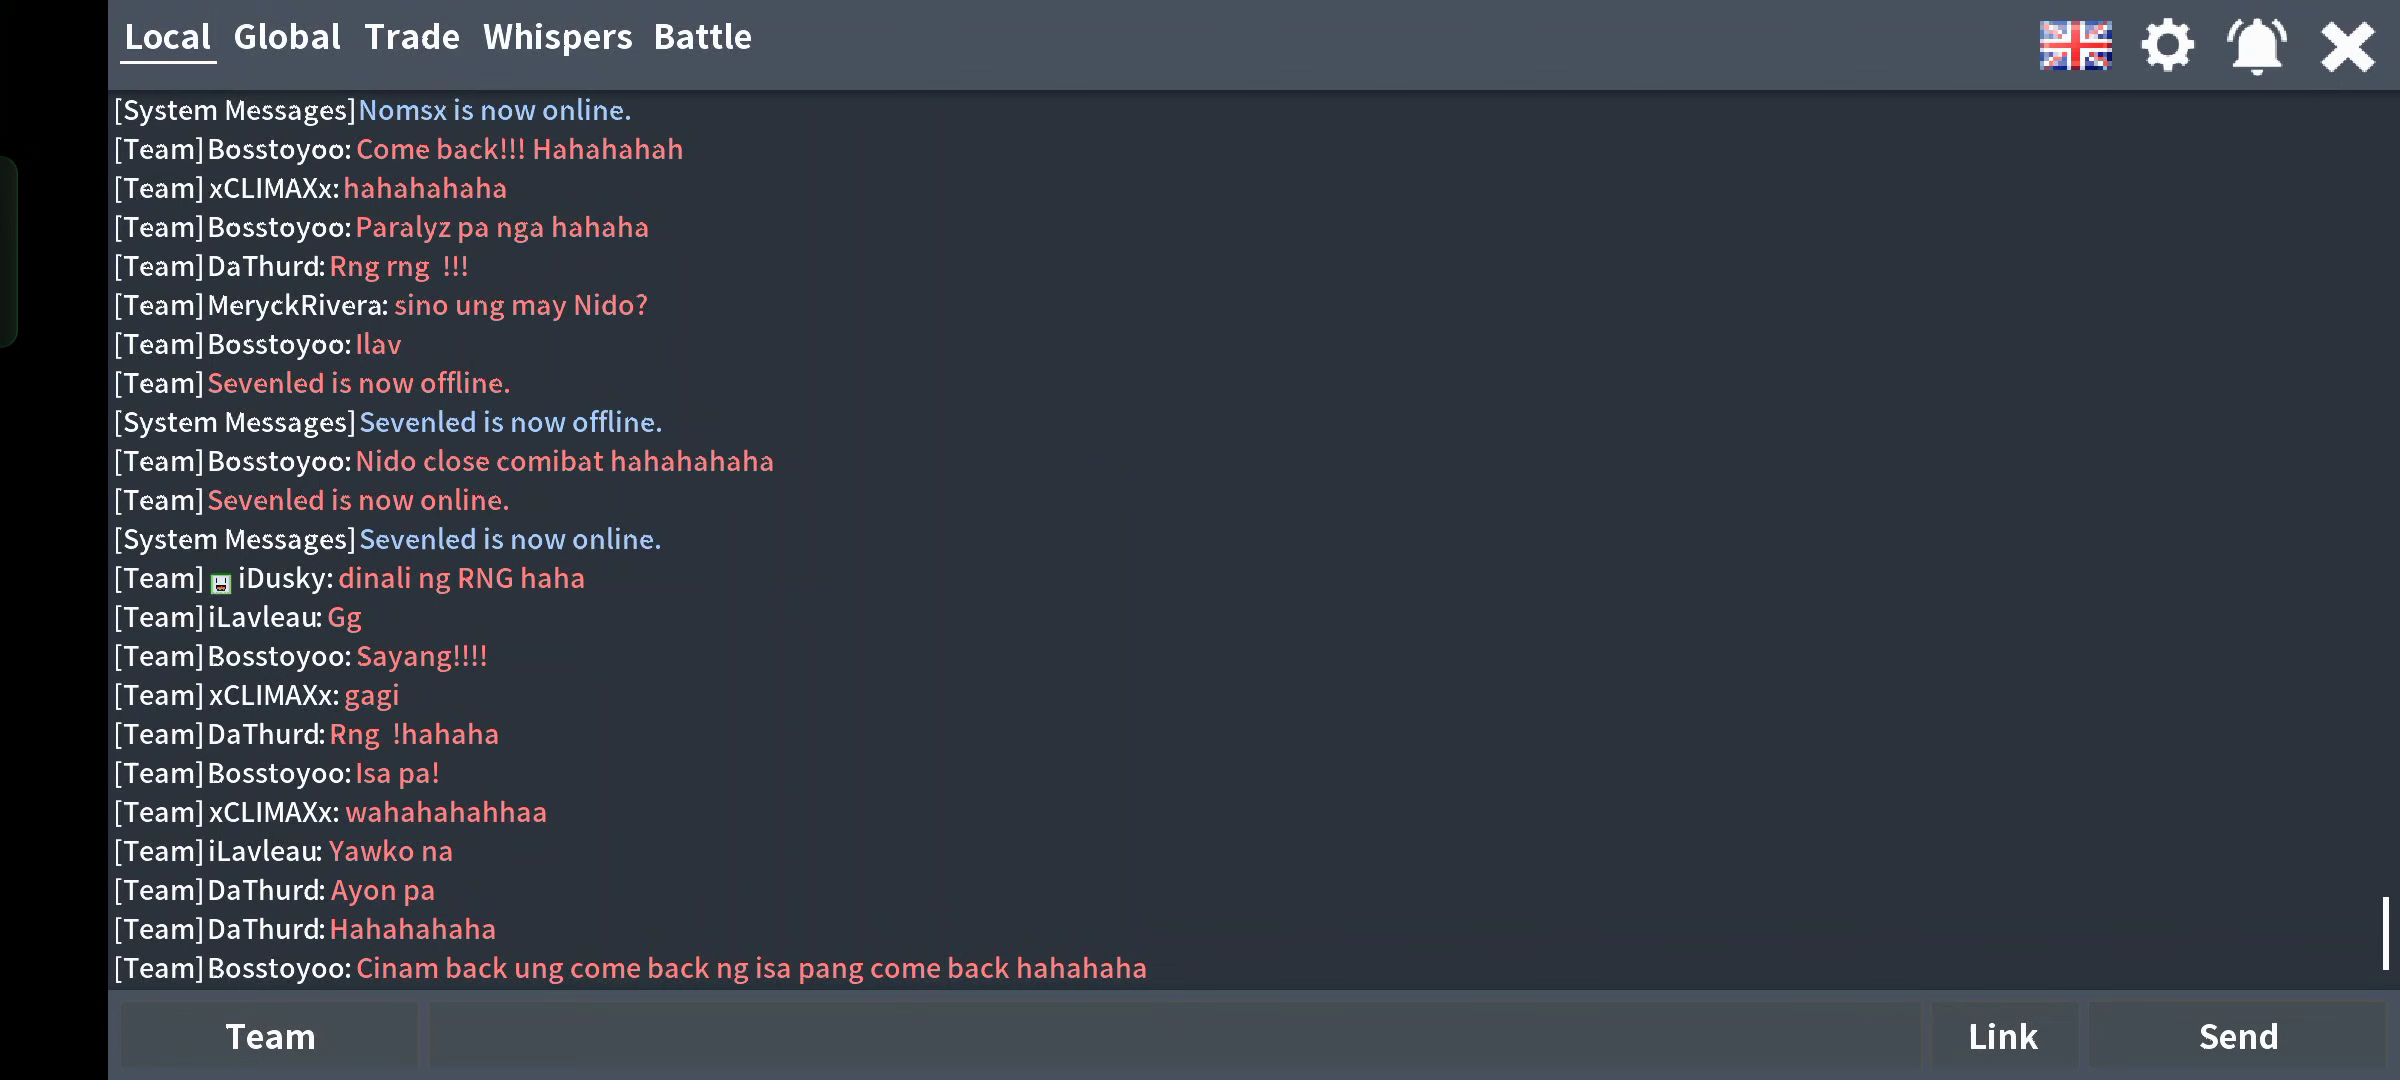 Local Global Trade Whispers Battle
[System Messages]Nomsx is now online.
[Team]Bosstoyoo: Come back!!! Hahahahah
[Team] xCLIMAXx: hahahahaha
[Team]Bosstoyoo: Paralyz pa nga hahaha
[Team]DaThurd: Rng rng  !!!
[Team]MeryckRivera: sino ung may Nido?
[Team]Bosstoyoo: Ilav
[Team]Sevenled is now offline.
[System Messages]Sevenled is now offline.
[Team]Bosstoyoo: Nido close comibat hahahahaha
[Team]Sevenled is now online.
[System Messages]Sevenled is now online.
[Team] iDusky: dinali ng RNG haha
[Team]iLavleau: Gg
[Team]Bosstoyoo: Sayang!!!!
[Team] xCLIMAXx: gagi
[Team]DaThurd: Rng  !hahaha
[Team]Bosstoyoo: Isa pa!
[Team] xCLIMAXx: wahahahahhaa
[Team]iLavleau: Yawko na
[Team]DaThurd: Ayon pa
[Team]DaThurd: Hahahahaha
[Team]Bosstoyoo: Cinam back ung come back ng isa pang come back hahahaha
Team Link Send